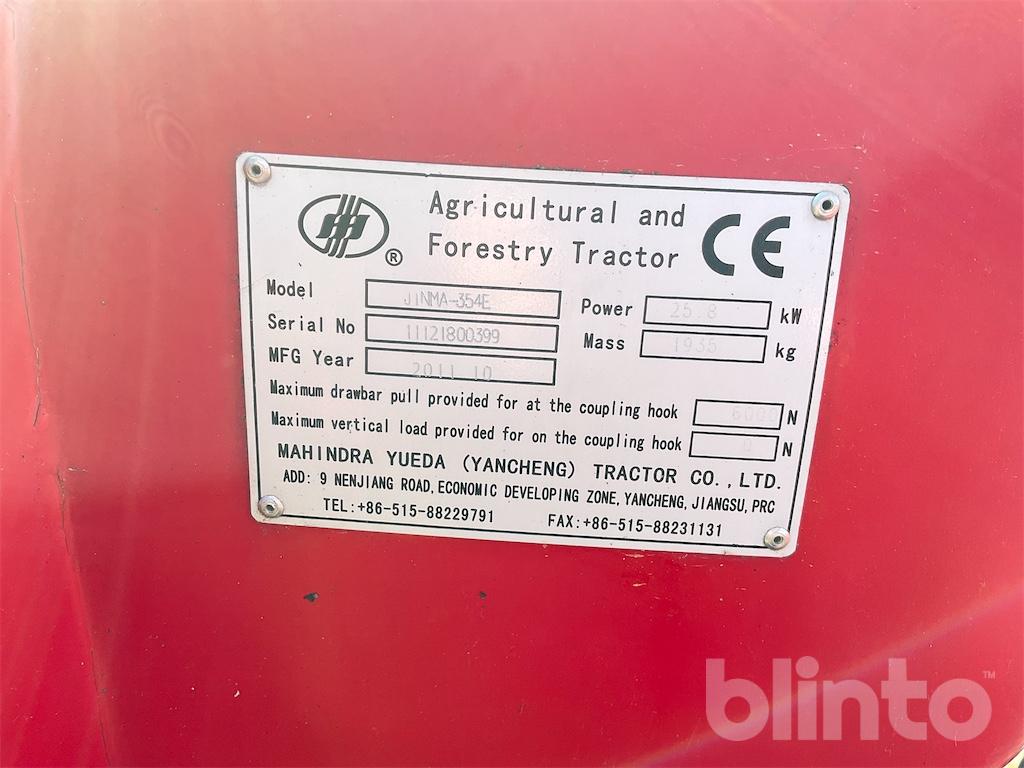 Agricultural and
Forestry Tractor
CE
®
Model JINMA-354E
Power 25.8 kW
Serial No 11121800399
Mass 1935 kg
MFG Year 2011 10
Maximum drawbar pull provided for at the coupling hook 6000 N
Maximum vertical load provided for on the coupling hook 0 N
MAHINDRA YUEDA (YANCHENG) TRACTOR CO., LTD.
ADD: 9 NENJIANG ROAD, ECONOMIC DEVELOPING ZONE, YANCHENG, JIANGSU, PRC
TEL:+86-515-88229791 FAX:+86-515-88231131
blinto™